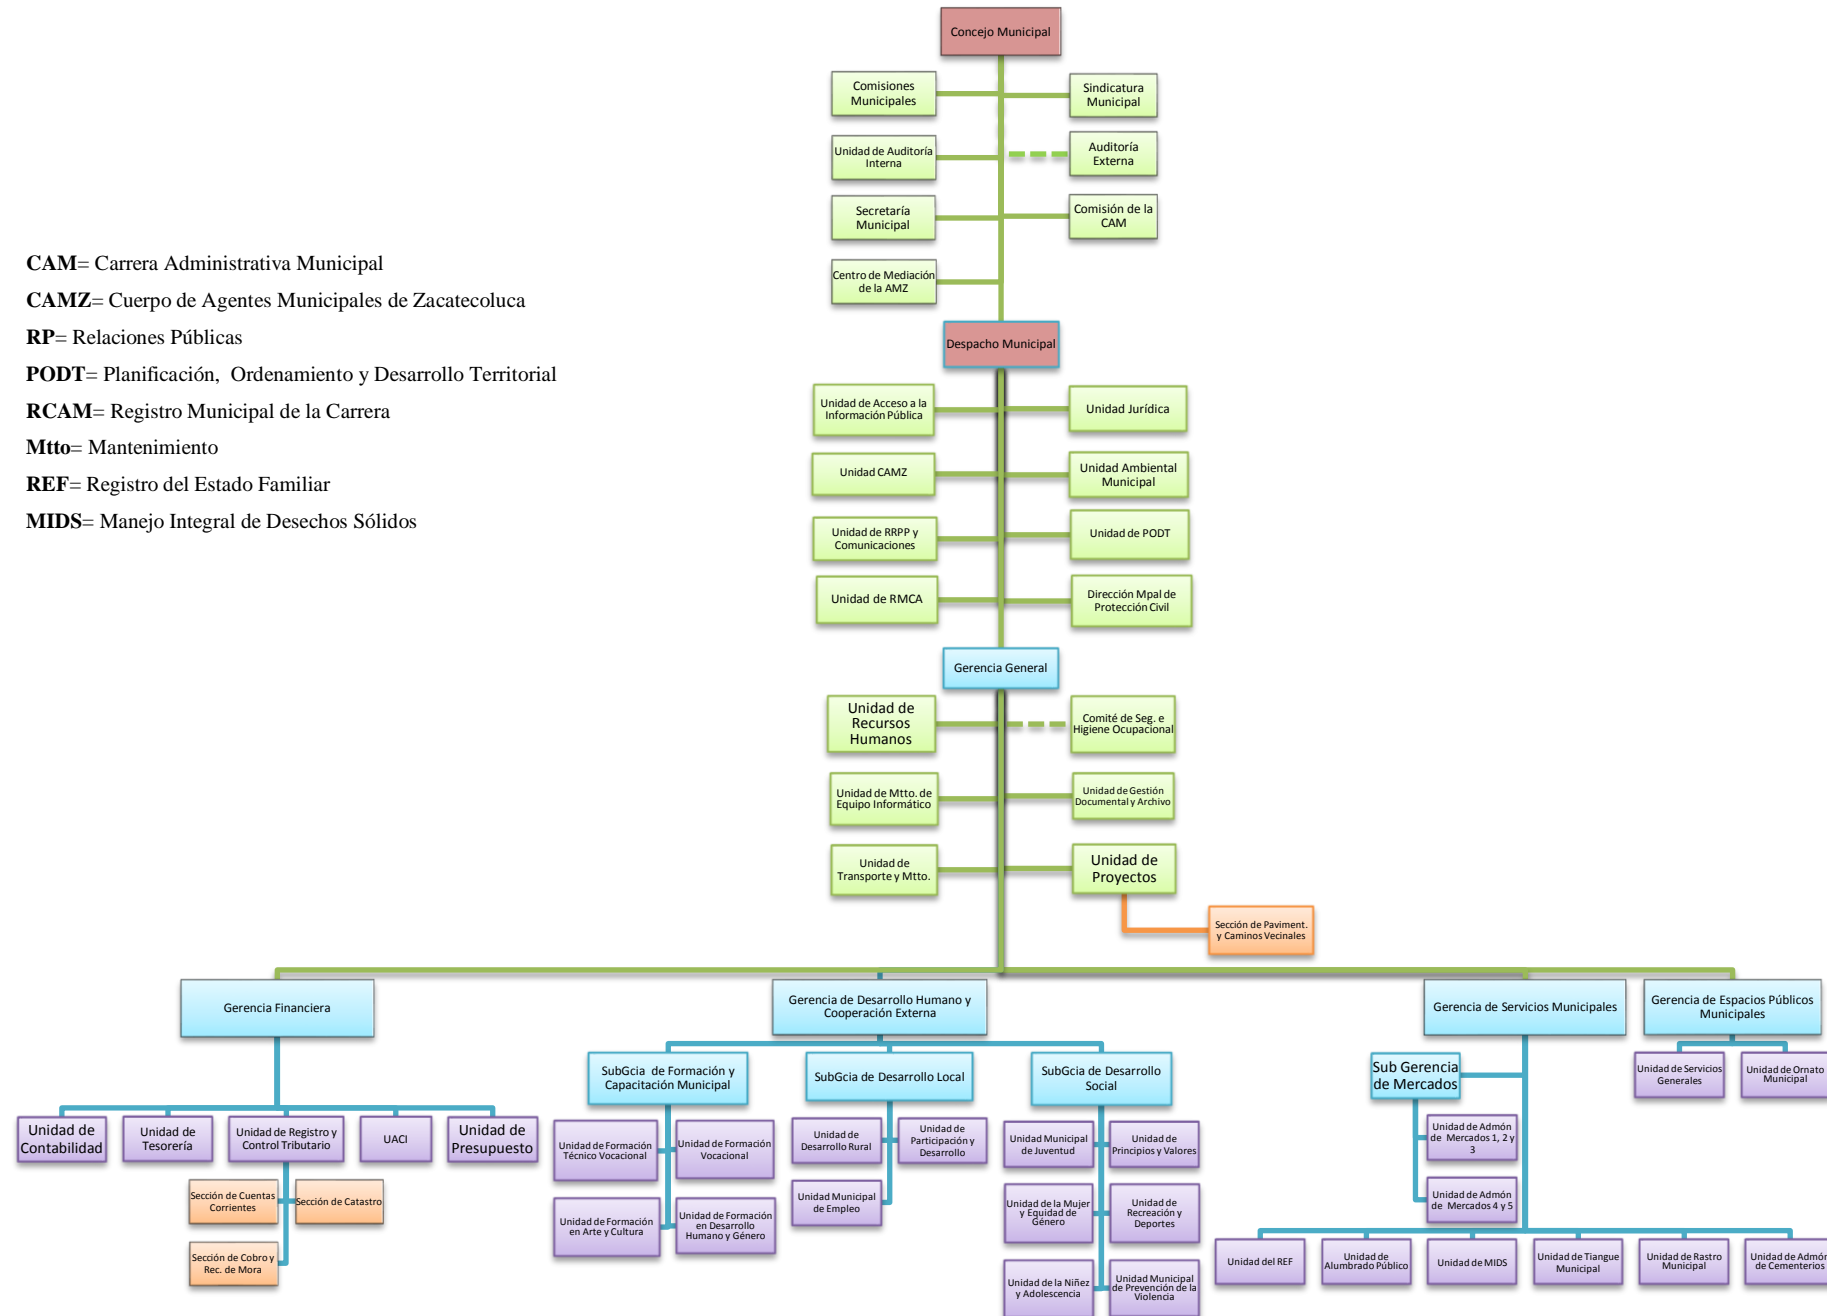 Concejo Municipal
Comisiones
Municipales
Sindicatura
Municipal
Unidad de Auditoría
Interna
Auditoría
Externa
Secretaría
Municipal
Comisión de la
CAM
Centro de Mediación
de la AMZ
CAM= Carrera Administrativa Municipal
CAMZ= Cuerpo de Agentes Municipales de Zacatecoluca
RP= Relaciones Públicas
PODT= Planificación, Ordenamiento y Desarrollo Territorial
RCAM= Registro Municipal de la Carrera
Mtto= Mantenimiento
REF= Registro del Estado Familiar
MIDS= Manejo Integral de Desechos Sólidos
Despacho Municipal
Unidad de Acceso a la
Información Pública
Unidad Jurídica
Unidad CAMZ
Unidad Ambiental
Municipal
Unidad de RRPP y
Comunicaciones
Unidad de PODT
Unidad de RMCA
Dirección Mpal de
Protección Civil
Gerencia General
Unidad de
Recursos
Humanos
Comité de Seg. e
Higiene Ocupacional
Unidad de Mtto. de
Equipo Informático
Unidad de Gestión
Documental y Archivo
Unidad de
Transporte y Mtto.
Unidad de
Proyectos
Sección de Paviment.
y Caminos Vecinales
Gerencia Financiera
Gerencia de Desarrollo Humano y
Cooperación Externa
Gerencia de Servicios Municipales
Gerencia de Espacios Públicos
Municipales
Unidad de
Contabilidad
Unidad de
Tesorería
Unidad de Registro y
Control Tributario
UACI
Unidad de
Presupuesto
Sección de Cuentas
Corrientes
Sección de Catastro
Sección de Cobro y
Rec. de Mora
SubGcia de Formación y
Capacitación Municipal
SubGcia de Desarrollo Local
SubGcia de Desarrollo
Social
Unidad de Formación
Técnico Vocacional
Unidad de Formación
Vocacional
Unidad de Formación
en Arte y Cultura
Unidad de Formación
en Desarrollo
Humano y Género
Unidad de
Desarrollo Rural
Unidad de
Participación y
Desarrollo
Unidad Municipal
de Empleo
Unidad Municipal
de Juventud
Unidad de
Principios y Valores
Unidad de la Mujer
y Equidad de
Género
Unidad de
Recreación y
Deportes
Unidad de la Niñez
y Adolescencia
Unidad Municipal
de Prevención de la
Violencia
Sub Gerencia
de Mercados
Unidad de Admón
de Mercados 1, 2 y
3
Unidad de Admón
de Mercados 4 y 5
Unidad del REF
Unidad de
Alumbrado Público
Unidad de MIDS
Unidad de Tiangue
Municipal
Unidad de Rastro
Municipal
Unidad de Admón
de Cementerios
Unidad de Servicios
Generales
Unidad de Ornato
Municipal